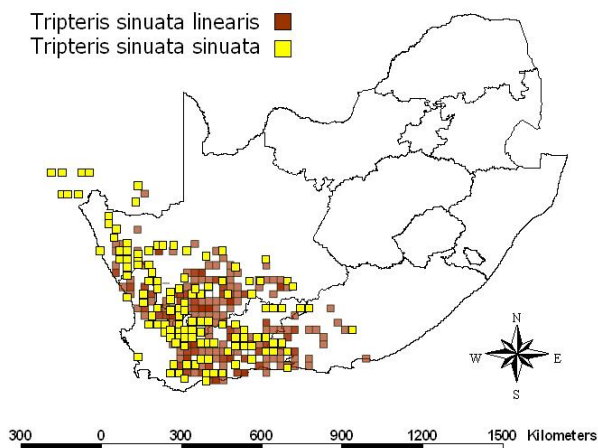 Tripteris sinuata linearis
Tripteris sinuata sinuata
N
W E
S
300 0 300 600 900 1200 1500 Kilometers